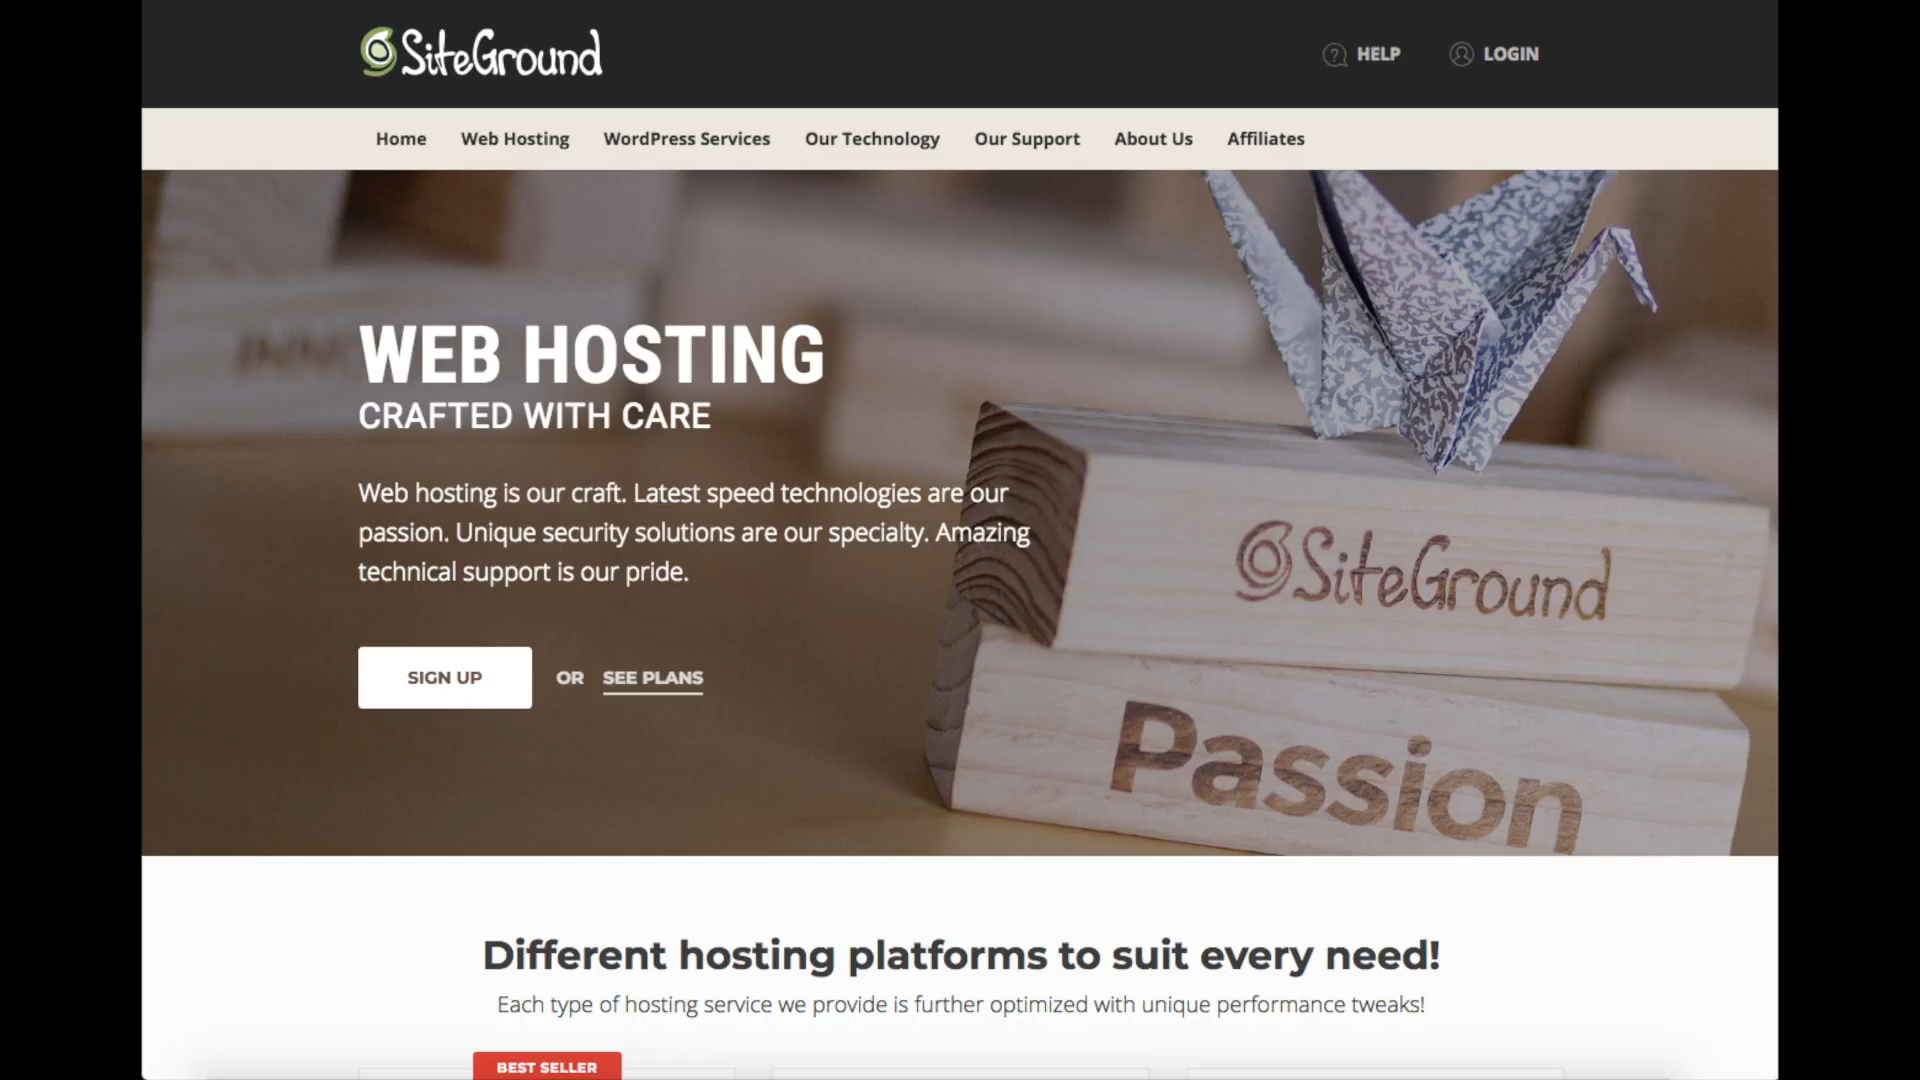 SiteGround
HELP
LOGIN
Home Web Hosting WordPress Services Our Technology Our Support About Us Affiliates
WEB HOSTING
CRAFTED WITH CARE
Web hosting is our craft. Latest speed technologies are our
passion. Unique security solutions are our specialty. Amazing
technical support is our pride.
SIGN UP OR SEE PLANS
SiteGround
Passion
Different hosting platforms to suit every need!
Each type of hosting service we provide is further optimized with unique performance tweaks!
BEST SELLER